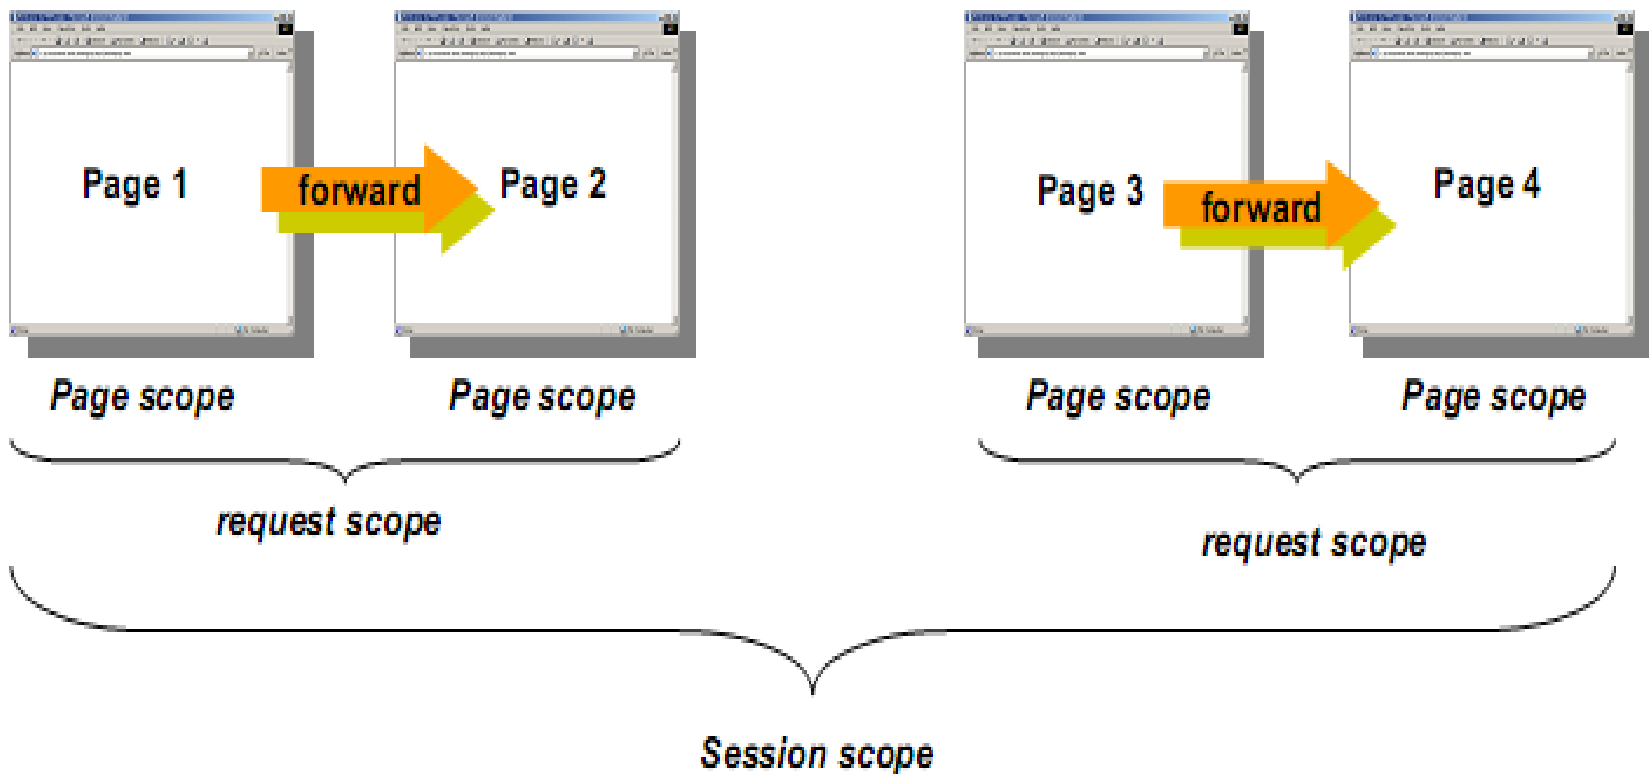 Page 1
forward
Page 2
Page 3
forward
Page 4
Page scope
Page scope
Page scope
Page scope
request scope
request scope
Session scope